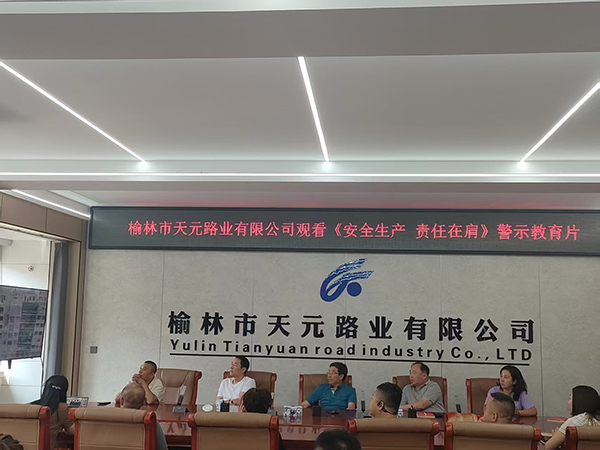 榆林市天元路业有限公司观看《安全生产 责任在肩》警示教育片
榆林市天元路业有限公司
Yulin Tianyuan road industry Co., LTD